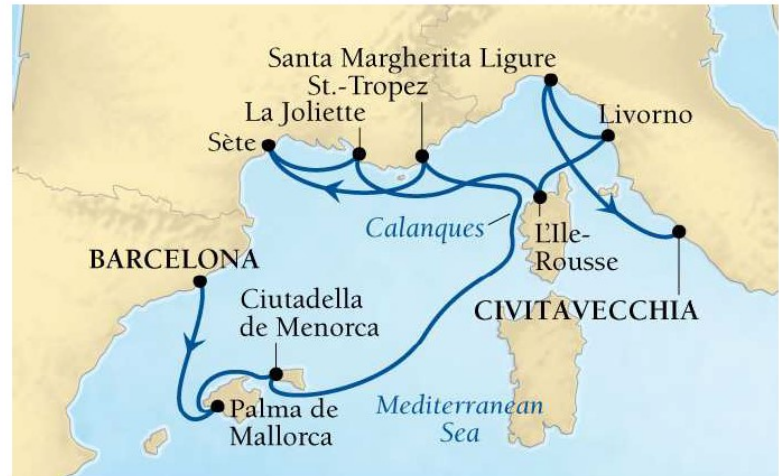 Santa Margherita Ligure
St.-Tropez
La Joliette
Sète
Livorno
Calanques
L'Ile-
Rousse
BARCELONA
CIVITAVECCHIA
Ciutadella
de Menorca
Palma de
Mallorca
Mediterranean
Sea